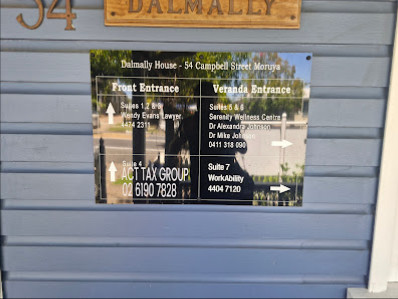 54
DALMALLY
Dalmally House - 54 Campbell Street Moruya
Front Entrance
Suites 1,2 & 3
Wendy Evans Lawyer
4474 2311
Suite 4
ACT TAX GROUP
02 6190 7828
Veranda Entrance
Suites 5 & 6
Serenity Wellness Centre
Dr Alexandra Johnson
Dr Mike Johnson
0411 318 090
Suite 7
WorkAbility
4404 7120